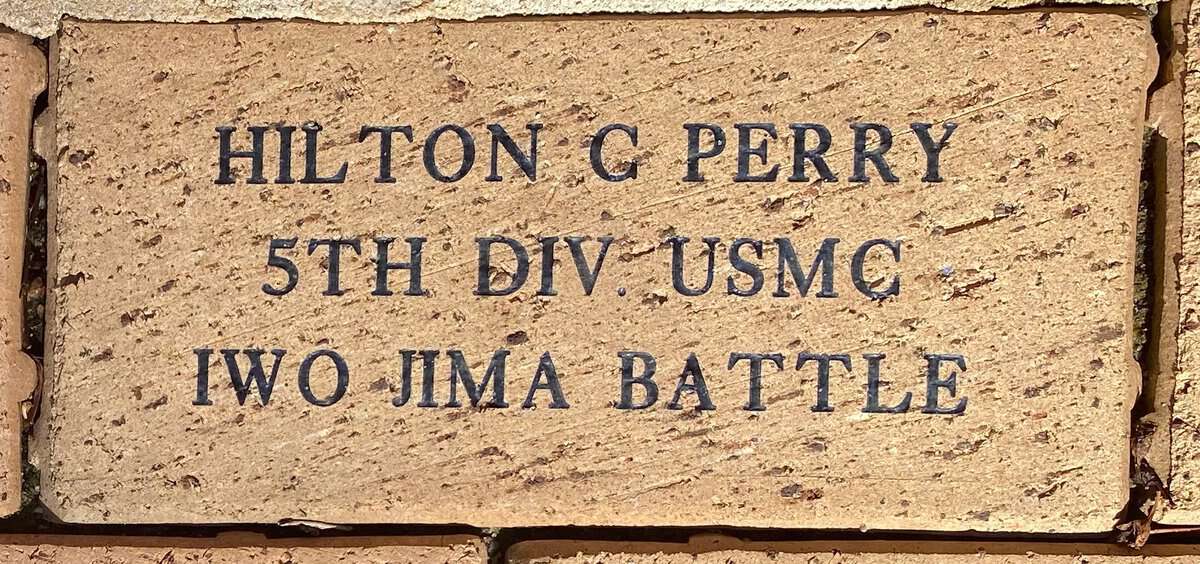 HILTON C PERRY
5TH DIV. USMC
IWO JIMA BATTLE